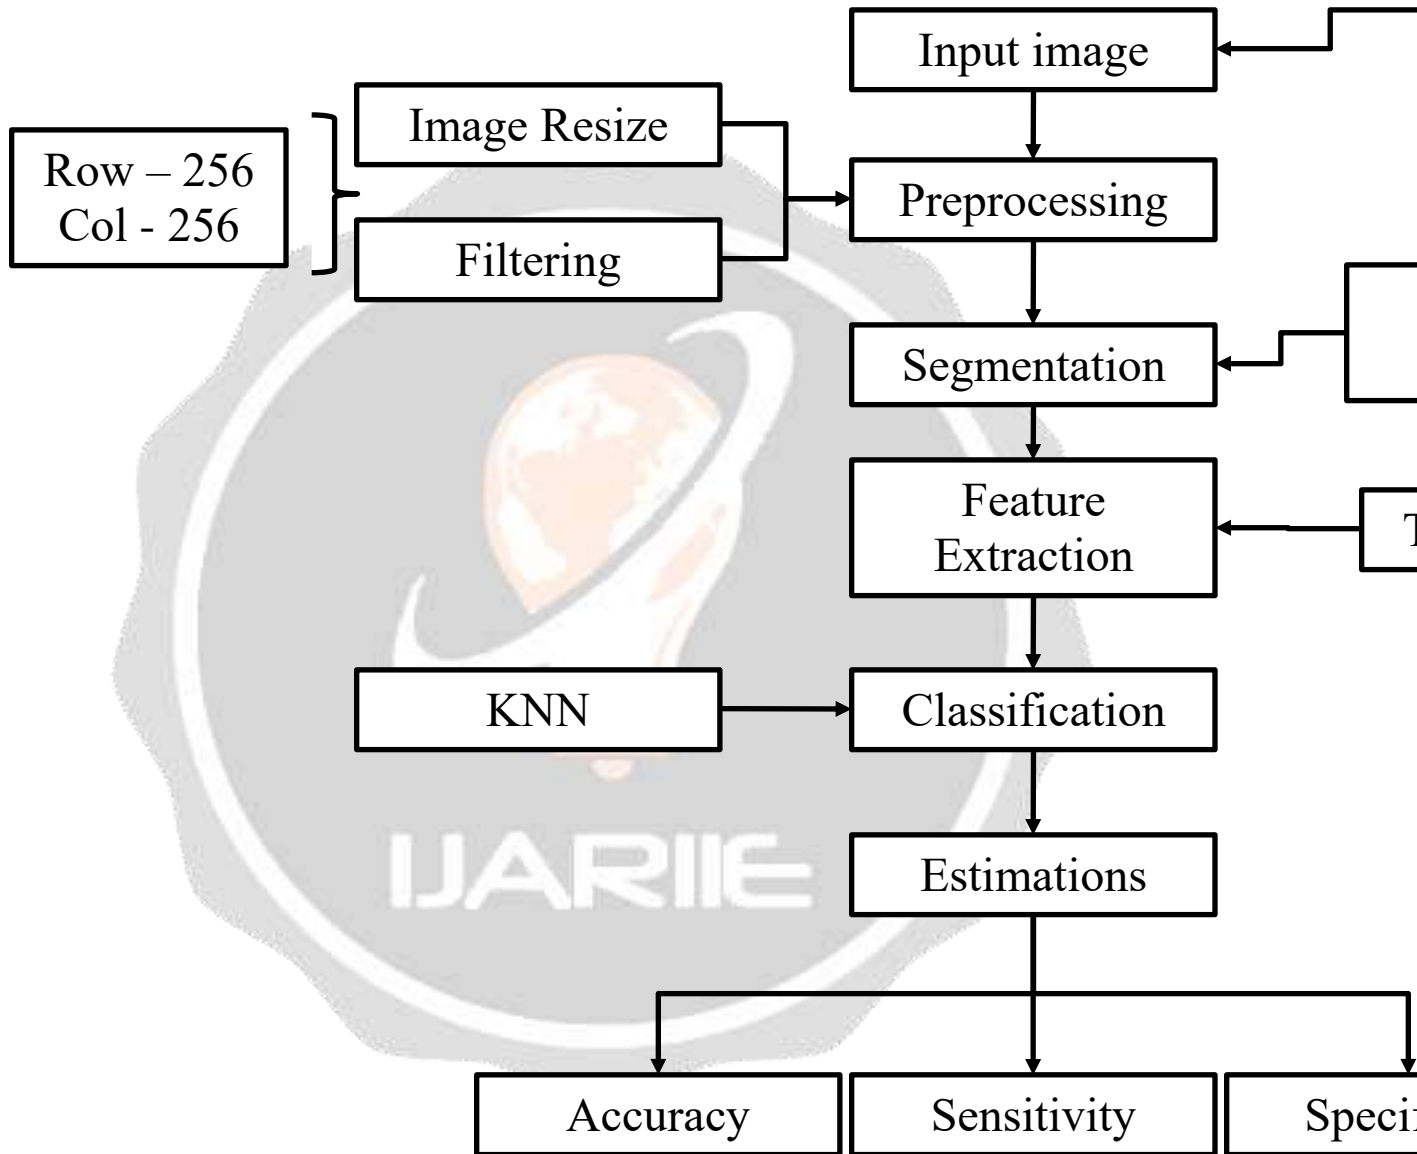 Input image
Image Resize
Row – 256
Col - 256
Preprocessing
Filtering
Segmentation
Feature
Extraction
KNN
Classification
Estimations
IJARIIE
Accuracy
Sensitivity